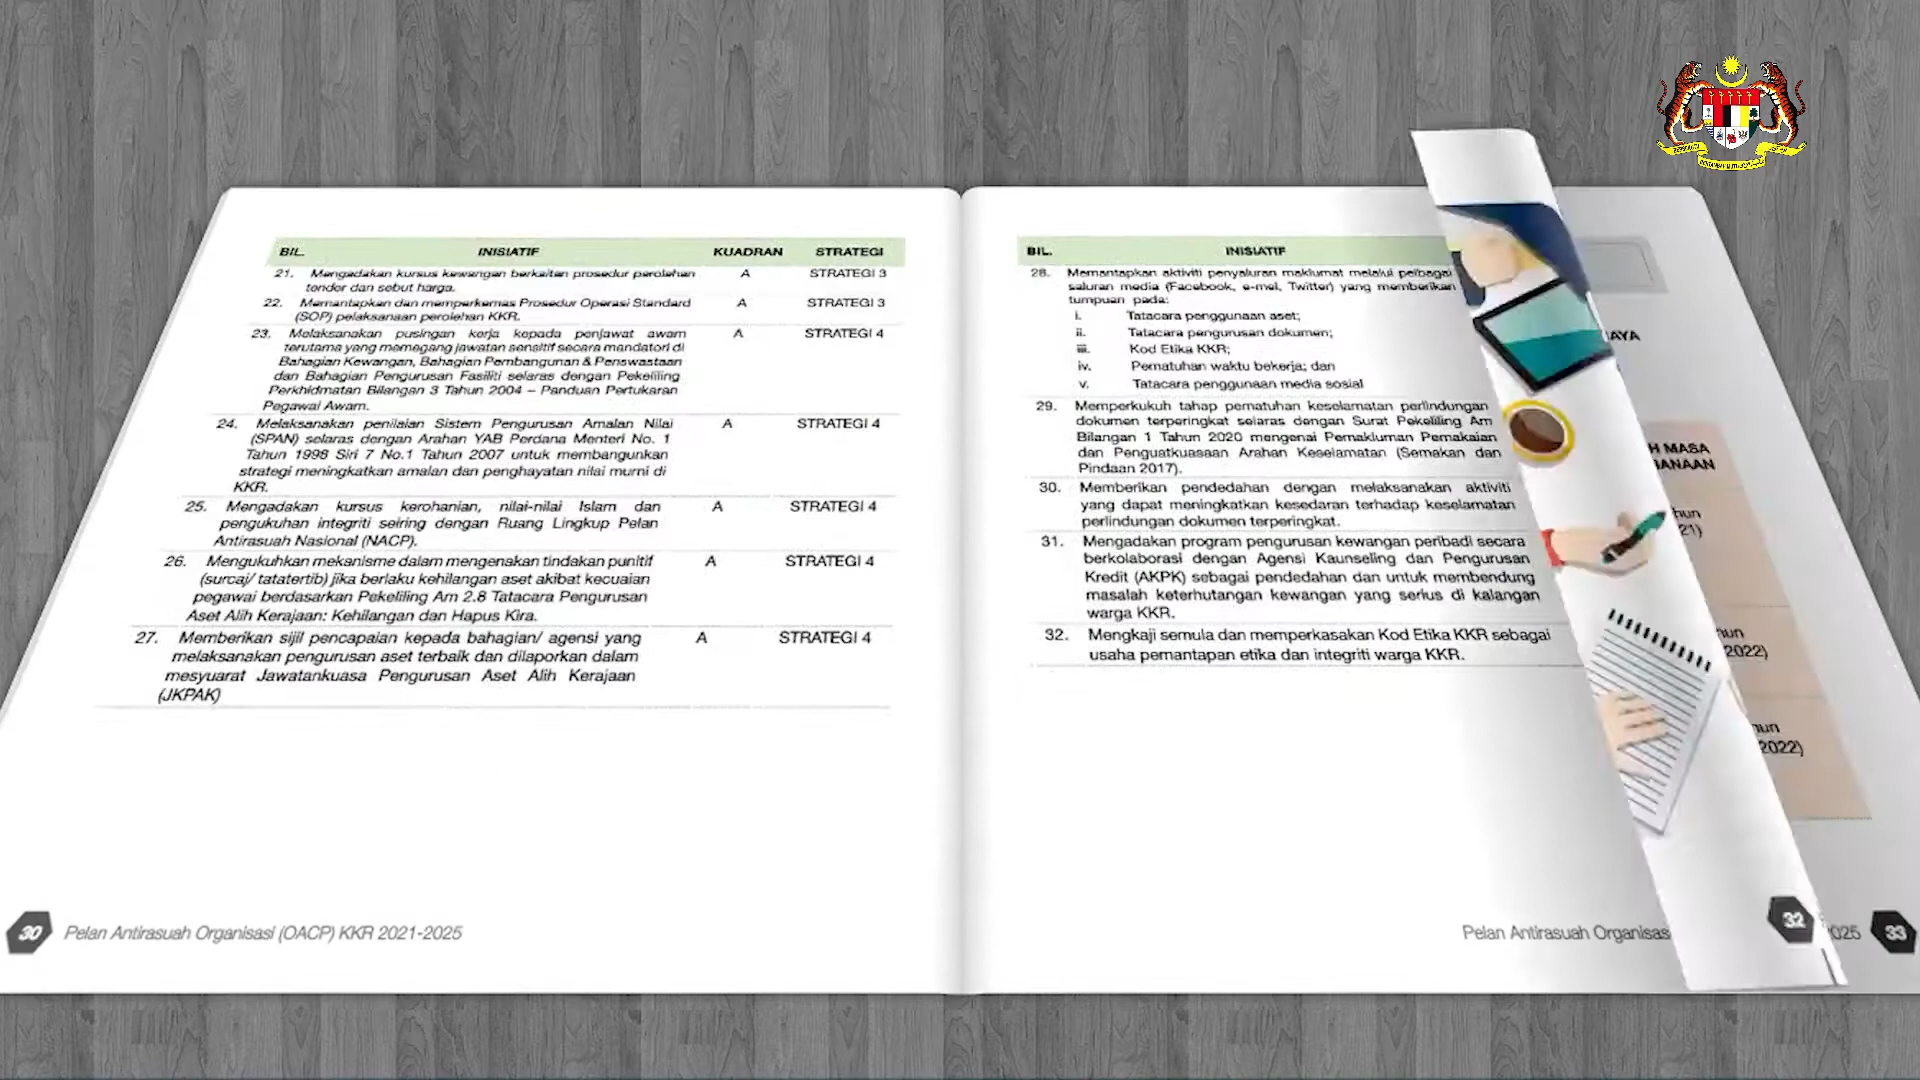 BIL. INISIATIF KUADRAN STRATEGI
21. Mengadakan kursus kewangan berkaitan prosedur perolehan A STRATEGI 3
tender dan sebut harga.
22. Memantapkan dan memperkemas Prosedur Operasi Standard A STRATEGI 3
(SOP) pelaksanaan perolehan KKR.
23. Melaksanakan pusingan kerja kepada penjawat awam A STRATEGI 4
terutama yang memegang jawatan sensitif secara mandatori di
Bahagian Kewangan, Bahagian Pembangunan & Penswastaan
dan Bahagian Pengurusan Fasiliti selaras dengan Pekeliling
Perkhidmatan Bilangan 3 Tahun 2004 – Panduan Pertukaran
Pegawai Awam.
24. Melaksanakan penilaian Sistem Pengurusan Amalan Nilai A STRATEGI 4
(SPAN) selaras dengan Arahan YAB Perdana Menteri No. 1
Tahun 1998 Siri 7 No.1 Tahun 2007 untuk membangunkan
strategi meningkatkan amalan dan penghayatan nilai murni di
KKR.
25. Mengadakan kursus kerohanian, nilai-nilai Islam dan A STRATEGI 4
pengukuhan integriti seiring dengan Ruang Lingkup Pelan
Antirasuah Nasional (NACP).
26. Mengukuhkan mekanisme dalam mengenakan tindakan punitif A STRATEGI 4
(surcaj/ tatatertib) jika berlaku kehilangan aset akibat kecuaian
pegawai berdasarkan Pekeliling Am 2.8 Tatacara Pengurusan
Aset Alih Kerajaan: Kehilangan dan Hapus Kira.
27. Memberikan sijil pencapaian kepada bahagian/ agensi yang A STRATEGI 4
melaksanakan pengurusan aset terbaik dan dilaporkan dalam
mesyuarat Jawatankuasa Pengurusan Aset Alih Kerajaan
(JKPAK)
30 Pelan Antirasuah Organisasi (OACP) KKR 2021-2025
BIL. INISIATIF
28. Memantapkan aktiviti penyaluran maklumat melalui pelbagai
saluran media (Facebook, e-mel, Twitter) yang memberikan
tumpuan pada:
i. Tatacara penggunaan aset;
ii. Tatacara pengurusan dokumen;
iii. Kod Etika KKR;
iv. Pematuhan waktu bekerja; dan
v. Tatacara penggunaan media sosial
29. Memperkukuh tahap pematuhan keselamatan perlindungan
dokumen terperingkat selaras dengan Surat Pekeliling Am
Bilangan 1 Tahun 2020 mengenai Pemakluman Pemakaian
dan Penguatkuasaan Arahan Keselamatan (Semakan dan
Pindaan 2017).
30. Memberikan pendedahan dengan melaksanakan aktiviti
yang dapat meningkatkan kesedaran terhadap keselamatan
perlindungan dokumen terperingkat.
31. Mengadakan program pengurusan kewangan peribadi secara
berkolaborasi dengan Agensi Kaunseling dan Pengurusan
Kredit (AKPK) sebagai pendedahan dan untuk membendung
masalah keterhutangan kewangan yang serius di kalangan
warga KKR.
32. Mengkaji semula dan memperkasakan Kod Etika KKR sebagai
usaha pemantapan etika dan integriti warga KKR.
Pelan Antirasuah Organisas
32
AYA
H MASA
ANAAN
hun
21)
hun
2022)
hun
2022)
025 33